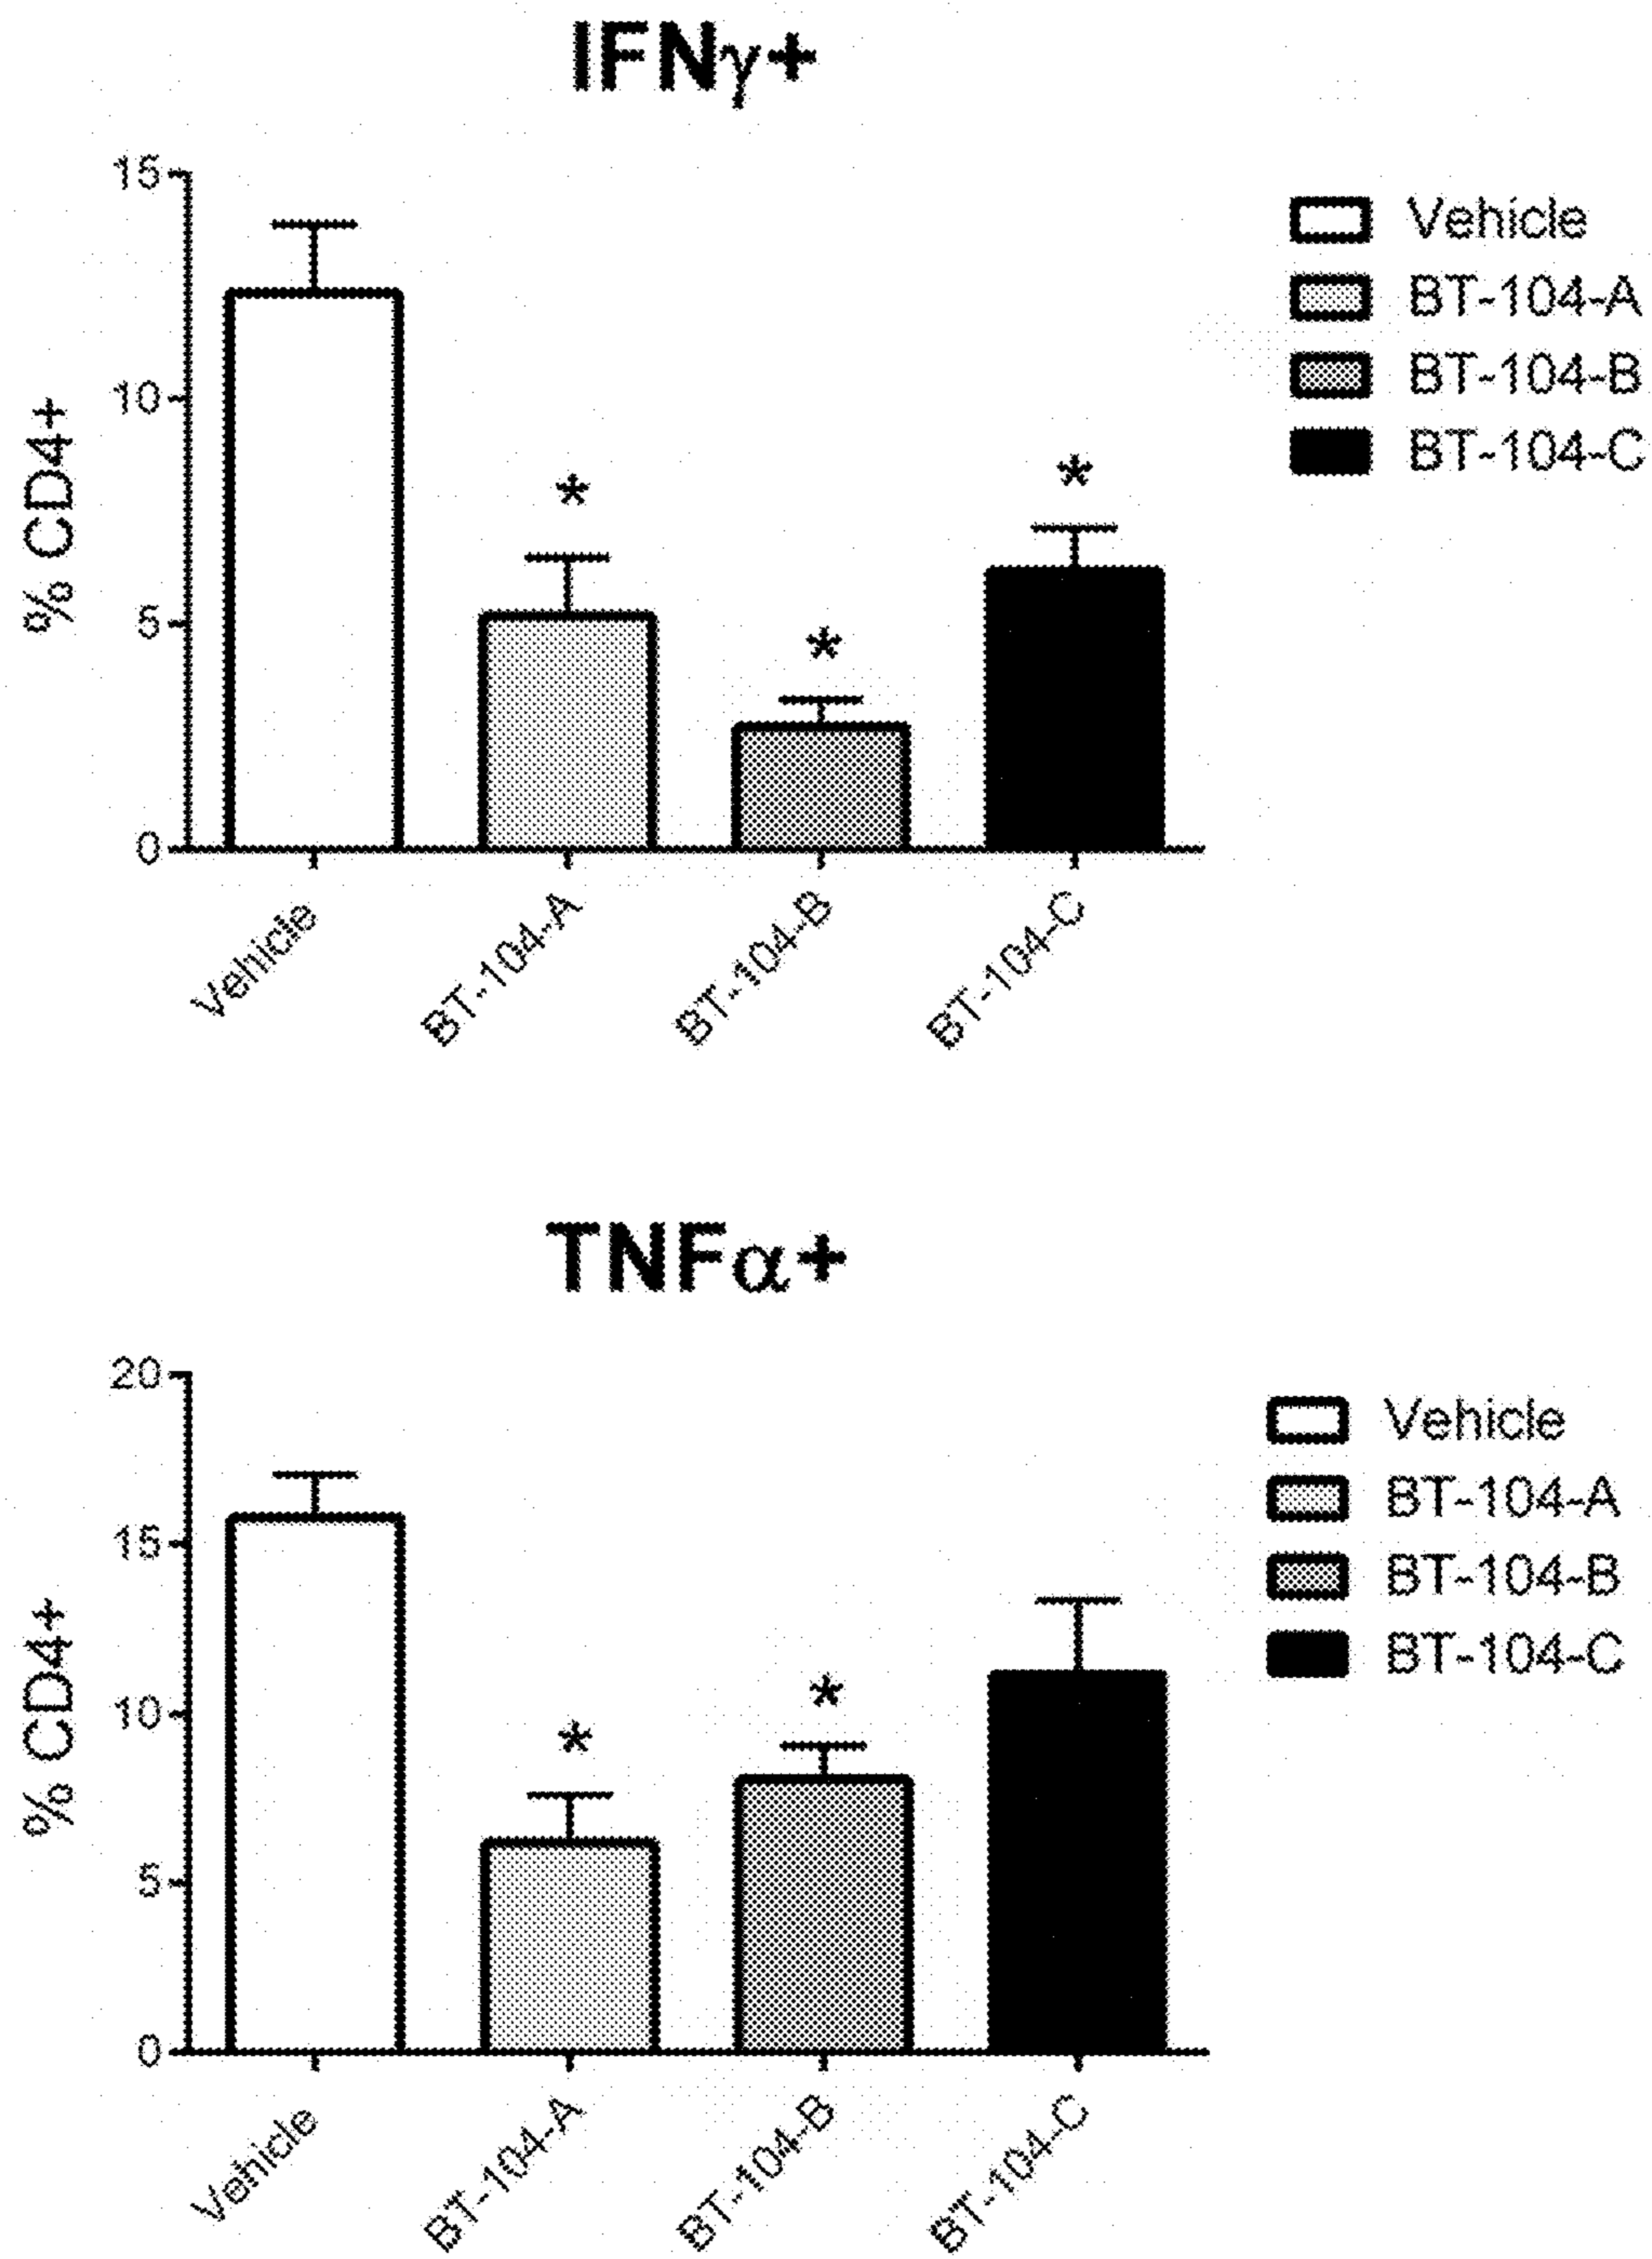 IFNγ+
15
10
5
0
% CD4+
*
*
*
Vehicle
BT-104-A
BT-104-B
BT-104-C
Vehicle
BT-104-A
BT-104-B
BT-104-C
TNFα+
20
15
10
5
0
% CD4+
*
*
Vehicle
BT-104-A
BT-104-B
BT-104-C
Vehicle
BT-104-A
BT-104-B
BT-104-C